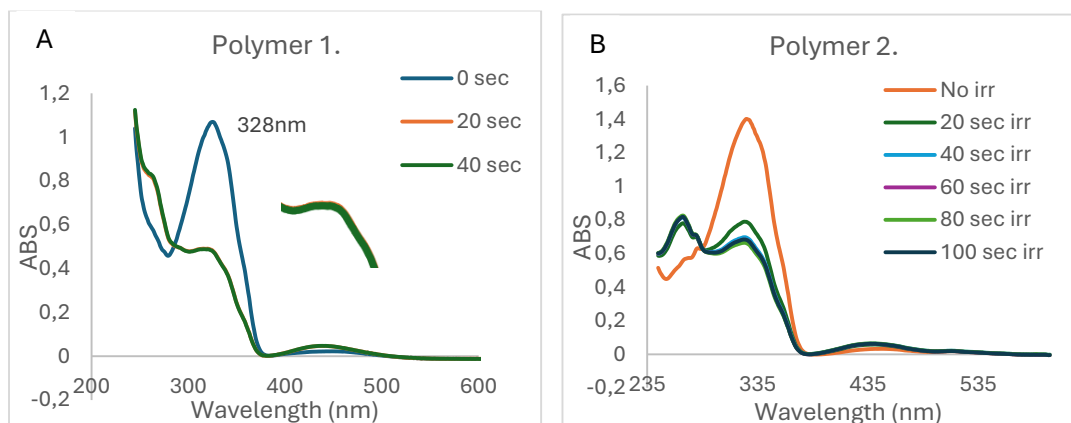 A
Polymer 1.
1,2
1
0,8
0,6
0,4
0,2
0
-0,2
ABS
200
300
400
500
600
Wavelength (nm)
328nm
0 sec
20 sec
40 sec
B
Polymer 2.
1,6
1,4
1,2
1
0,8
0,6
0,4
0,2
0
-0,2
ABS
235
335
435
535
Wavelength (nm)
No irr
20 sec irr
40 sec irr
60 sec irr
80 sec irr
100 sec irr